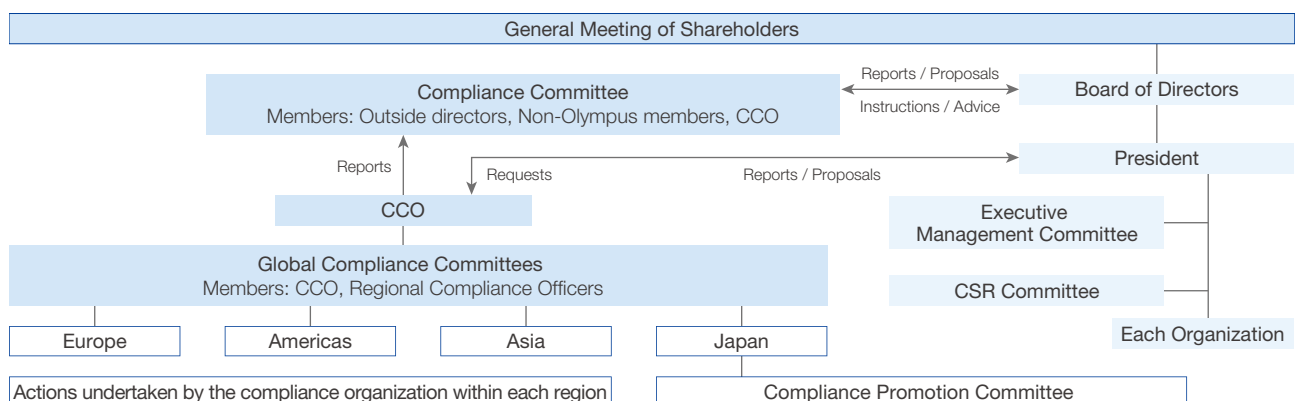 General Meeting of Shareholders
Reports / Proposals
Compliance Committee
Members: Outside directors, Non-Olympus members, CCO
Board of Directors
Instructions / Advice
President
Reports
Requests
Reports / Proposals
CCO
Executive
Management Committee
Global Compliance Committees
Members: CCO, Regional Compliance Officers
CSR Committee
Europe
Americas
Asia
Japan
Each Organization
Actions undertaken by the compliance organization within each region
Compliance Promotion Committee